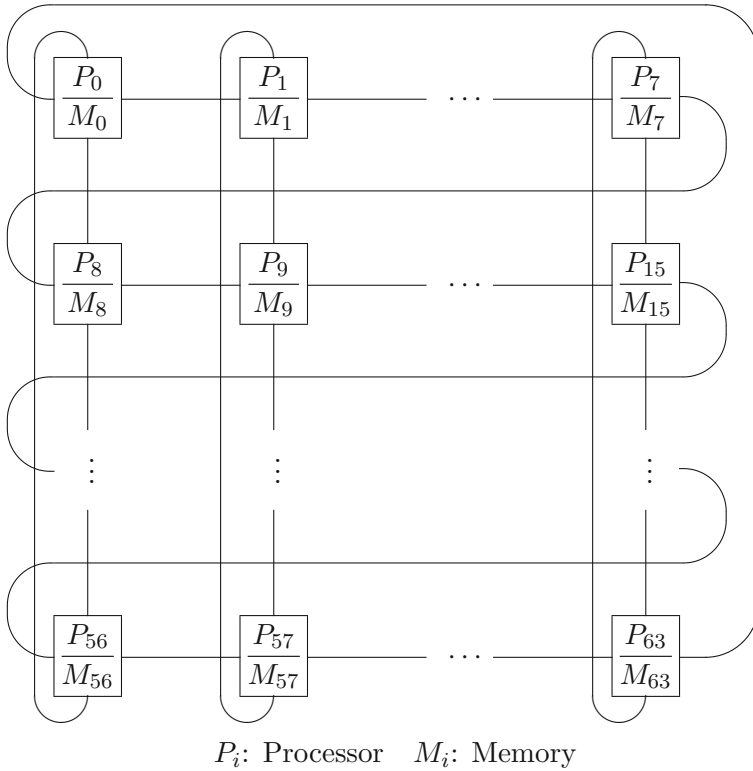 P₀ P₁ P₇
M₀ M₁ ⋯ M₇
P₈ P₉ P₁₅
M₈ M₉ ⋯ M₁₅
⋮ ⋮ ⋮
P₅₆ P₅₇ P₆₃
M₅₆ M₅₇ ⋯ M₆₃
Pᵢ: Processor Mᵢ: Memory